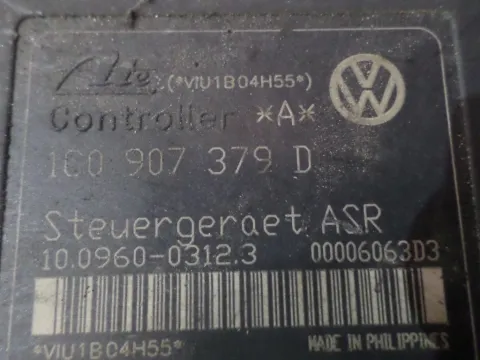 Ate (*VIU1B04H55*)
Controller *A*
1C0 907 379 D
Steuergeraet ASR
10.0960-0312.3 00006063D3
*VIU1B04H55* MADE IN PHILIPPINES